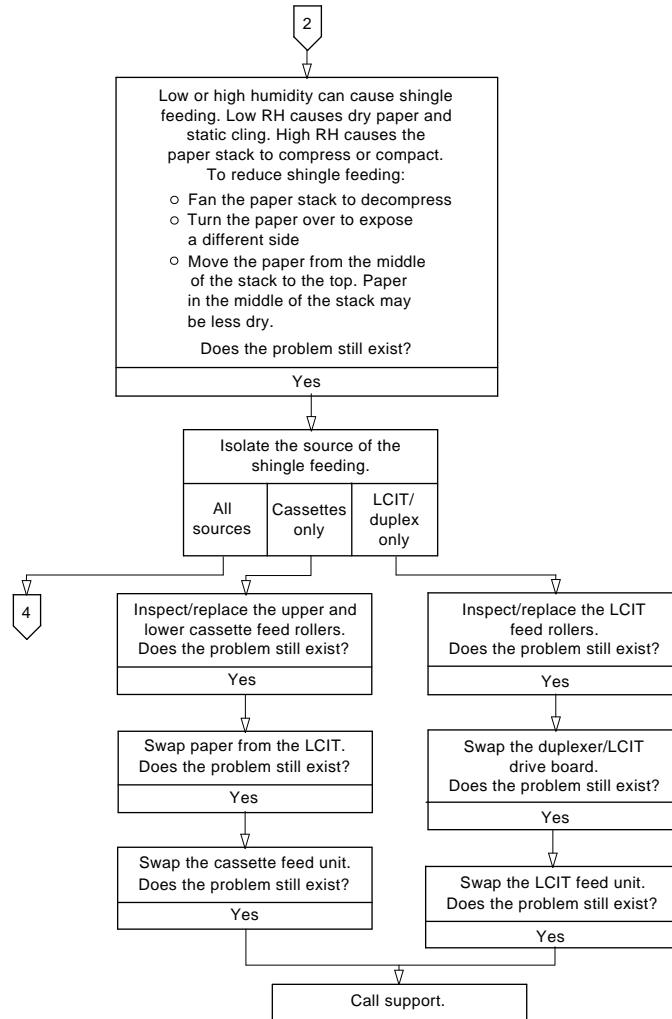 2
Low or high humidity can cause shingle
feeding. Low RH causes dry paper and
static cling. High RH causes the
paper stack to compress or compact.
To reduce shingle feeding:
Fan the paper stack to decompress
Turn the paper over to expose
a different side
Move the paper from the middle
of the stack to the top. Paper
in the middle of the stack may
be less dry.
Does the problem still exist?
Yes
Isolate the source of the
shingle feeding.
All
sources
Cassettes
only
LCIT/
duplex
only
4
Inspect/replace the upper and
lower cassette feed rollers.
Does the problem still exist?
Yes
Swap paper from the LCIT.
Does the problem still exist?
Yes
Swap the cassette feed unit.
Does the problem still exist?
Yes
Inspect/replace the LCIT
feed rollers.
Does the problem still exist?
Yes
Swap the duplexer/LCIT
drive board.
Does the problem still exist?
Yes
Swap the LCIT feed unit.
Does the problem still exist?
Yes
Call support.